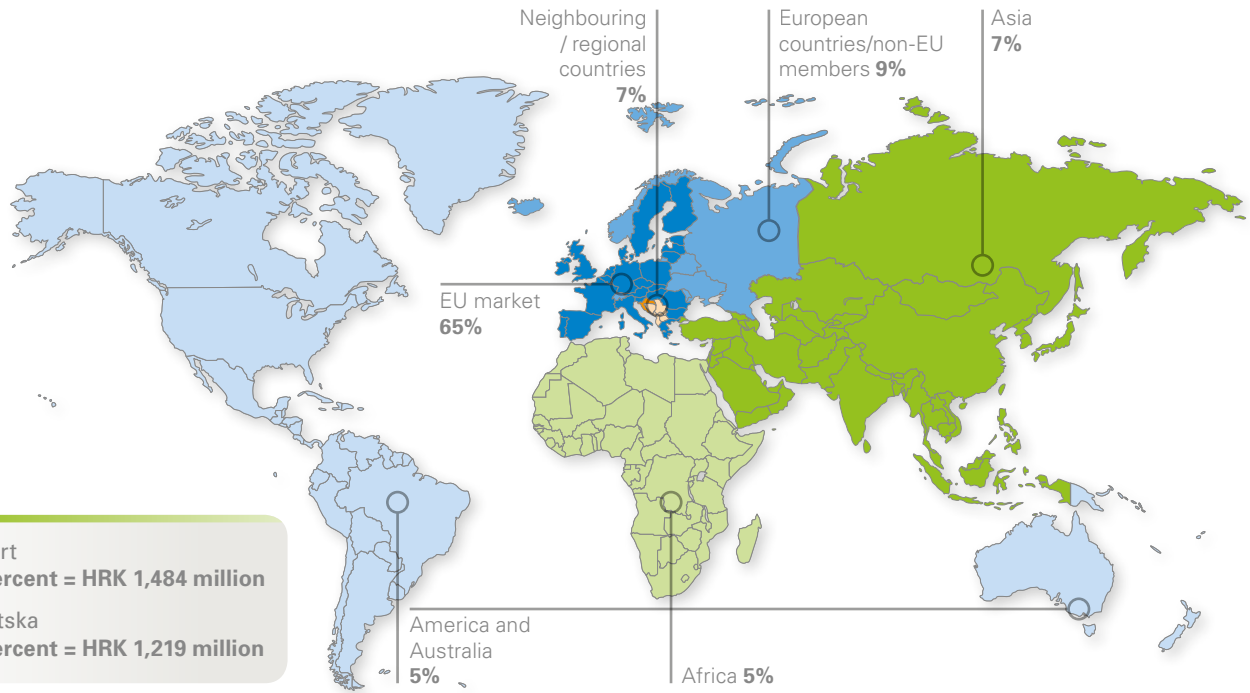 Neighbouring
/ regional
countries
7%
European
countries/non-EU
members 9%
Asia
7%
EU market
65%
rt
ercent = HRK 1,484 million
tska
ercent = HRK 1,219 million
America and
Australia
5%
Africa 5%